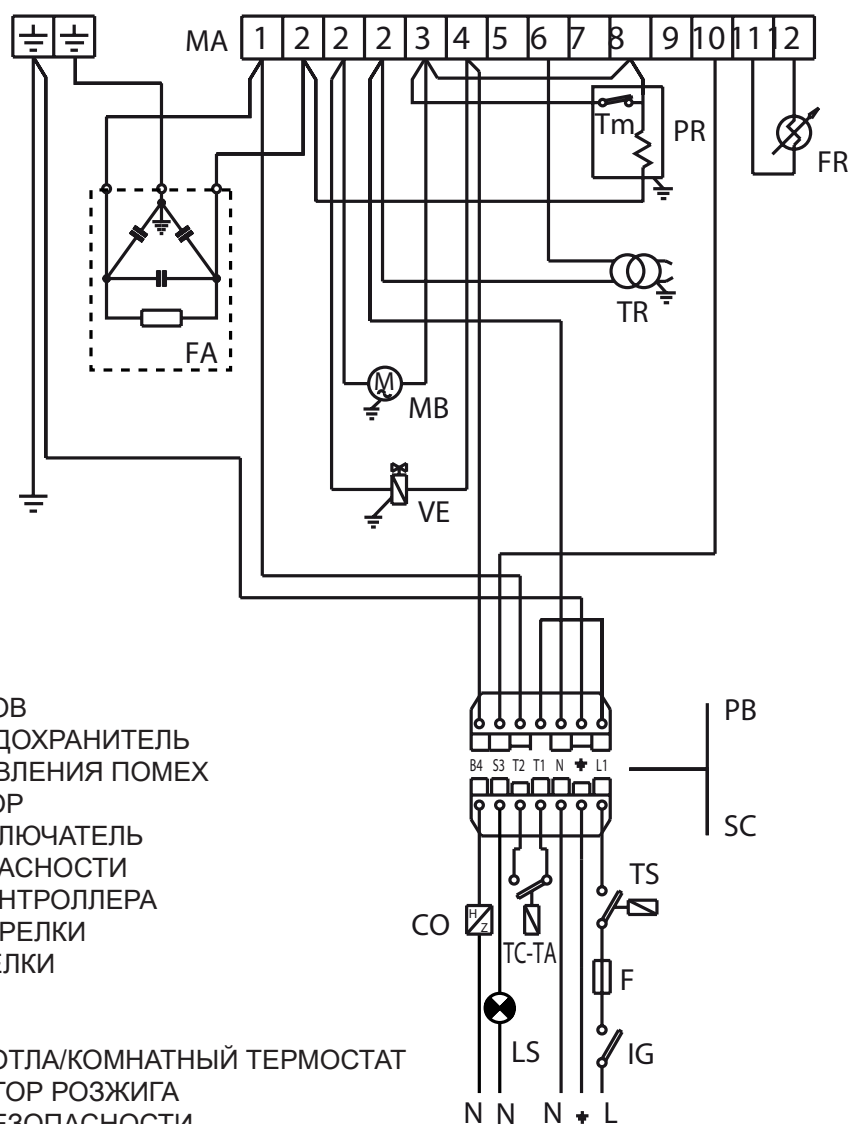 MA 1 2 2 2 3 4 5 6 7 8 9 10 11 12
Tm PR
FR
TR
FA
M MB
VE
PB
B4 S3 T2 T1 N L1
SC
TS
CO H Z
TC-TA
F
LS
IG
N N N L
ОВ
ДОХРАНИТЕЛЬ
ВЛЕНИЯ ПОМЕХ
ОР
ЛЮЧАТЕЛЬ
АСНОСТИ
НТРОЛЛЕРА
РЕЛКИ
ЕЛКИ
ОТЛА/КОМНАТНЫЙ ТЕРМОСТАТ
ТОР РОЗЖИГА
ЕЗОПАСНОСТИ